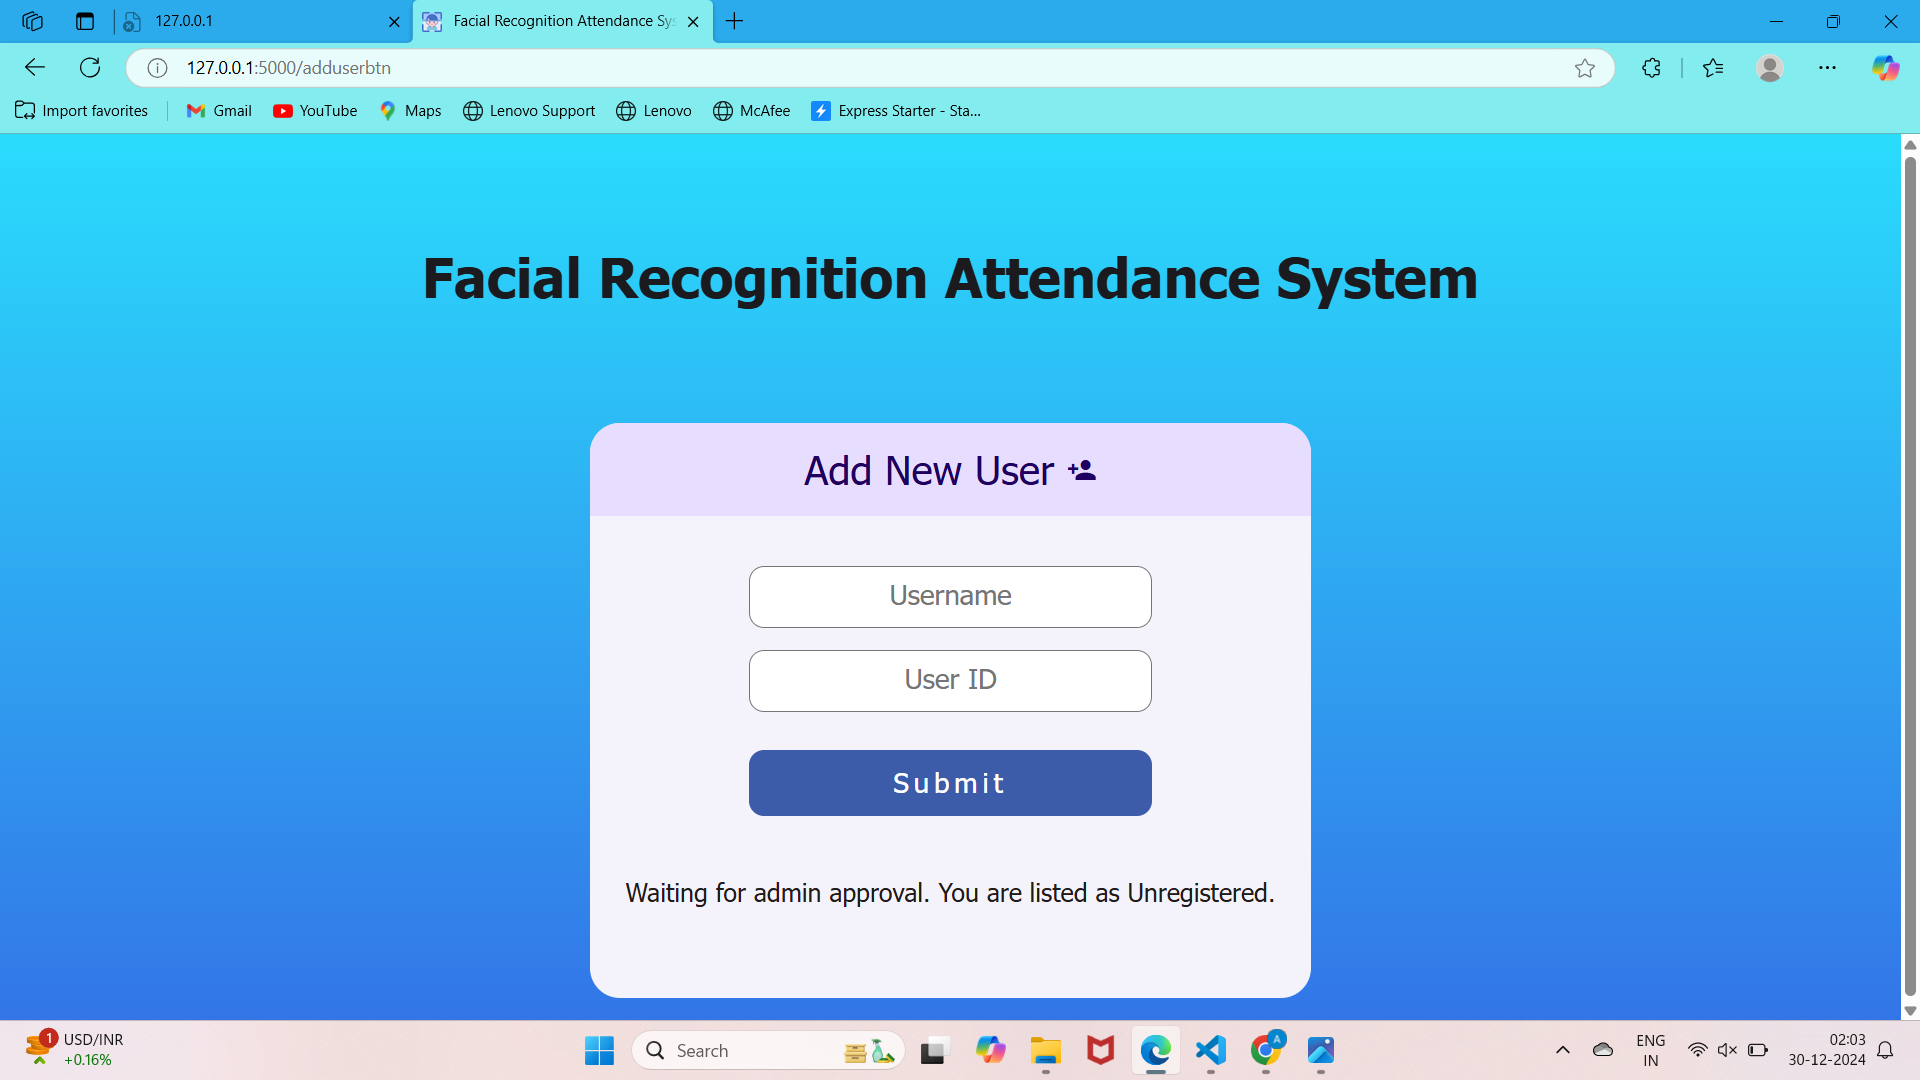 127.0.0.1
Facial Recognition Attendance Sys
127.0.0.1:5000/adduserbtn
Import favorites
Gmail
YouTube
Maps
Lenovo Support
Lenovo
McAfee
Express Starter - Sta...
Facial Recognition Attendance System
Add New User
Username
User ID
Submit
Waiting for admin approval. You are listed as Unregistered.
1
USD/INR
+0.16%
Search
A
ENG
IN
02:03
30-12-2024